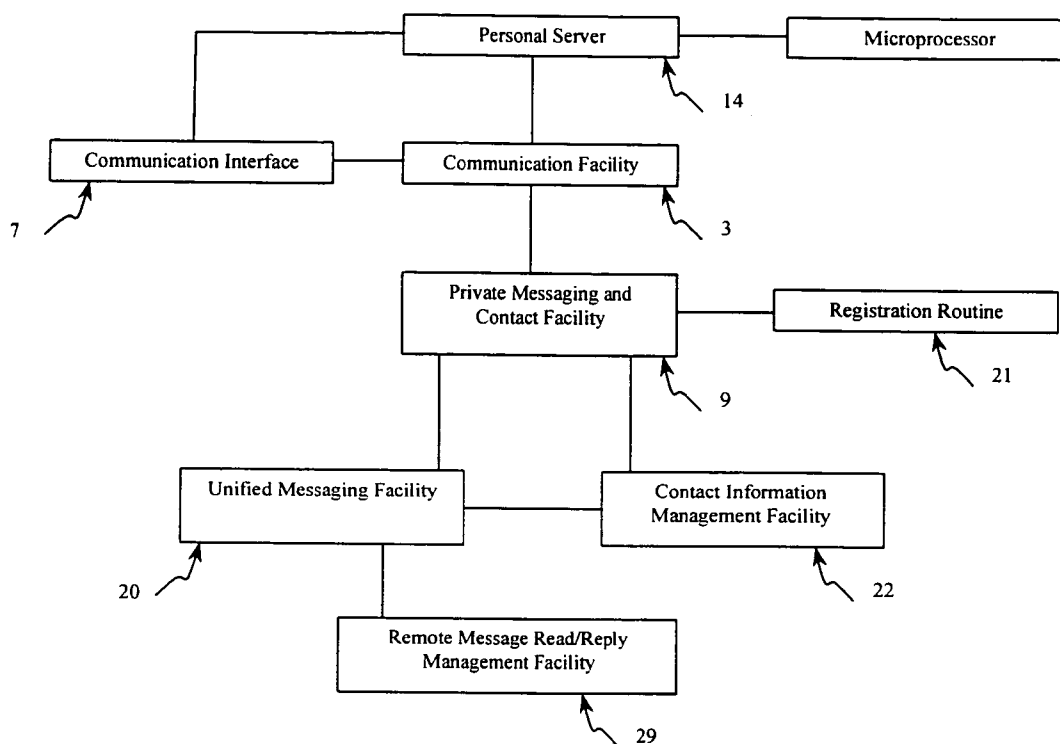 Personal Server
Microprocessor
14
Communication Interface
Communication Facility
7
3
Private Messaging and
Contact Facility
Registration Routine
21
9
Unified Messaging Facility
Contact Information
Management Facility
20
22
Remote Message Read/Reply
Management Facility
29